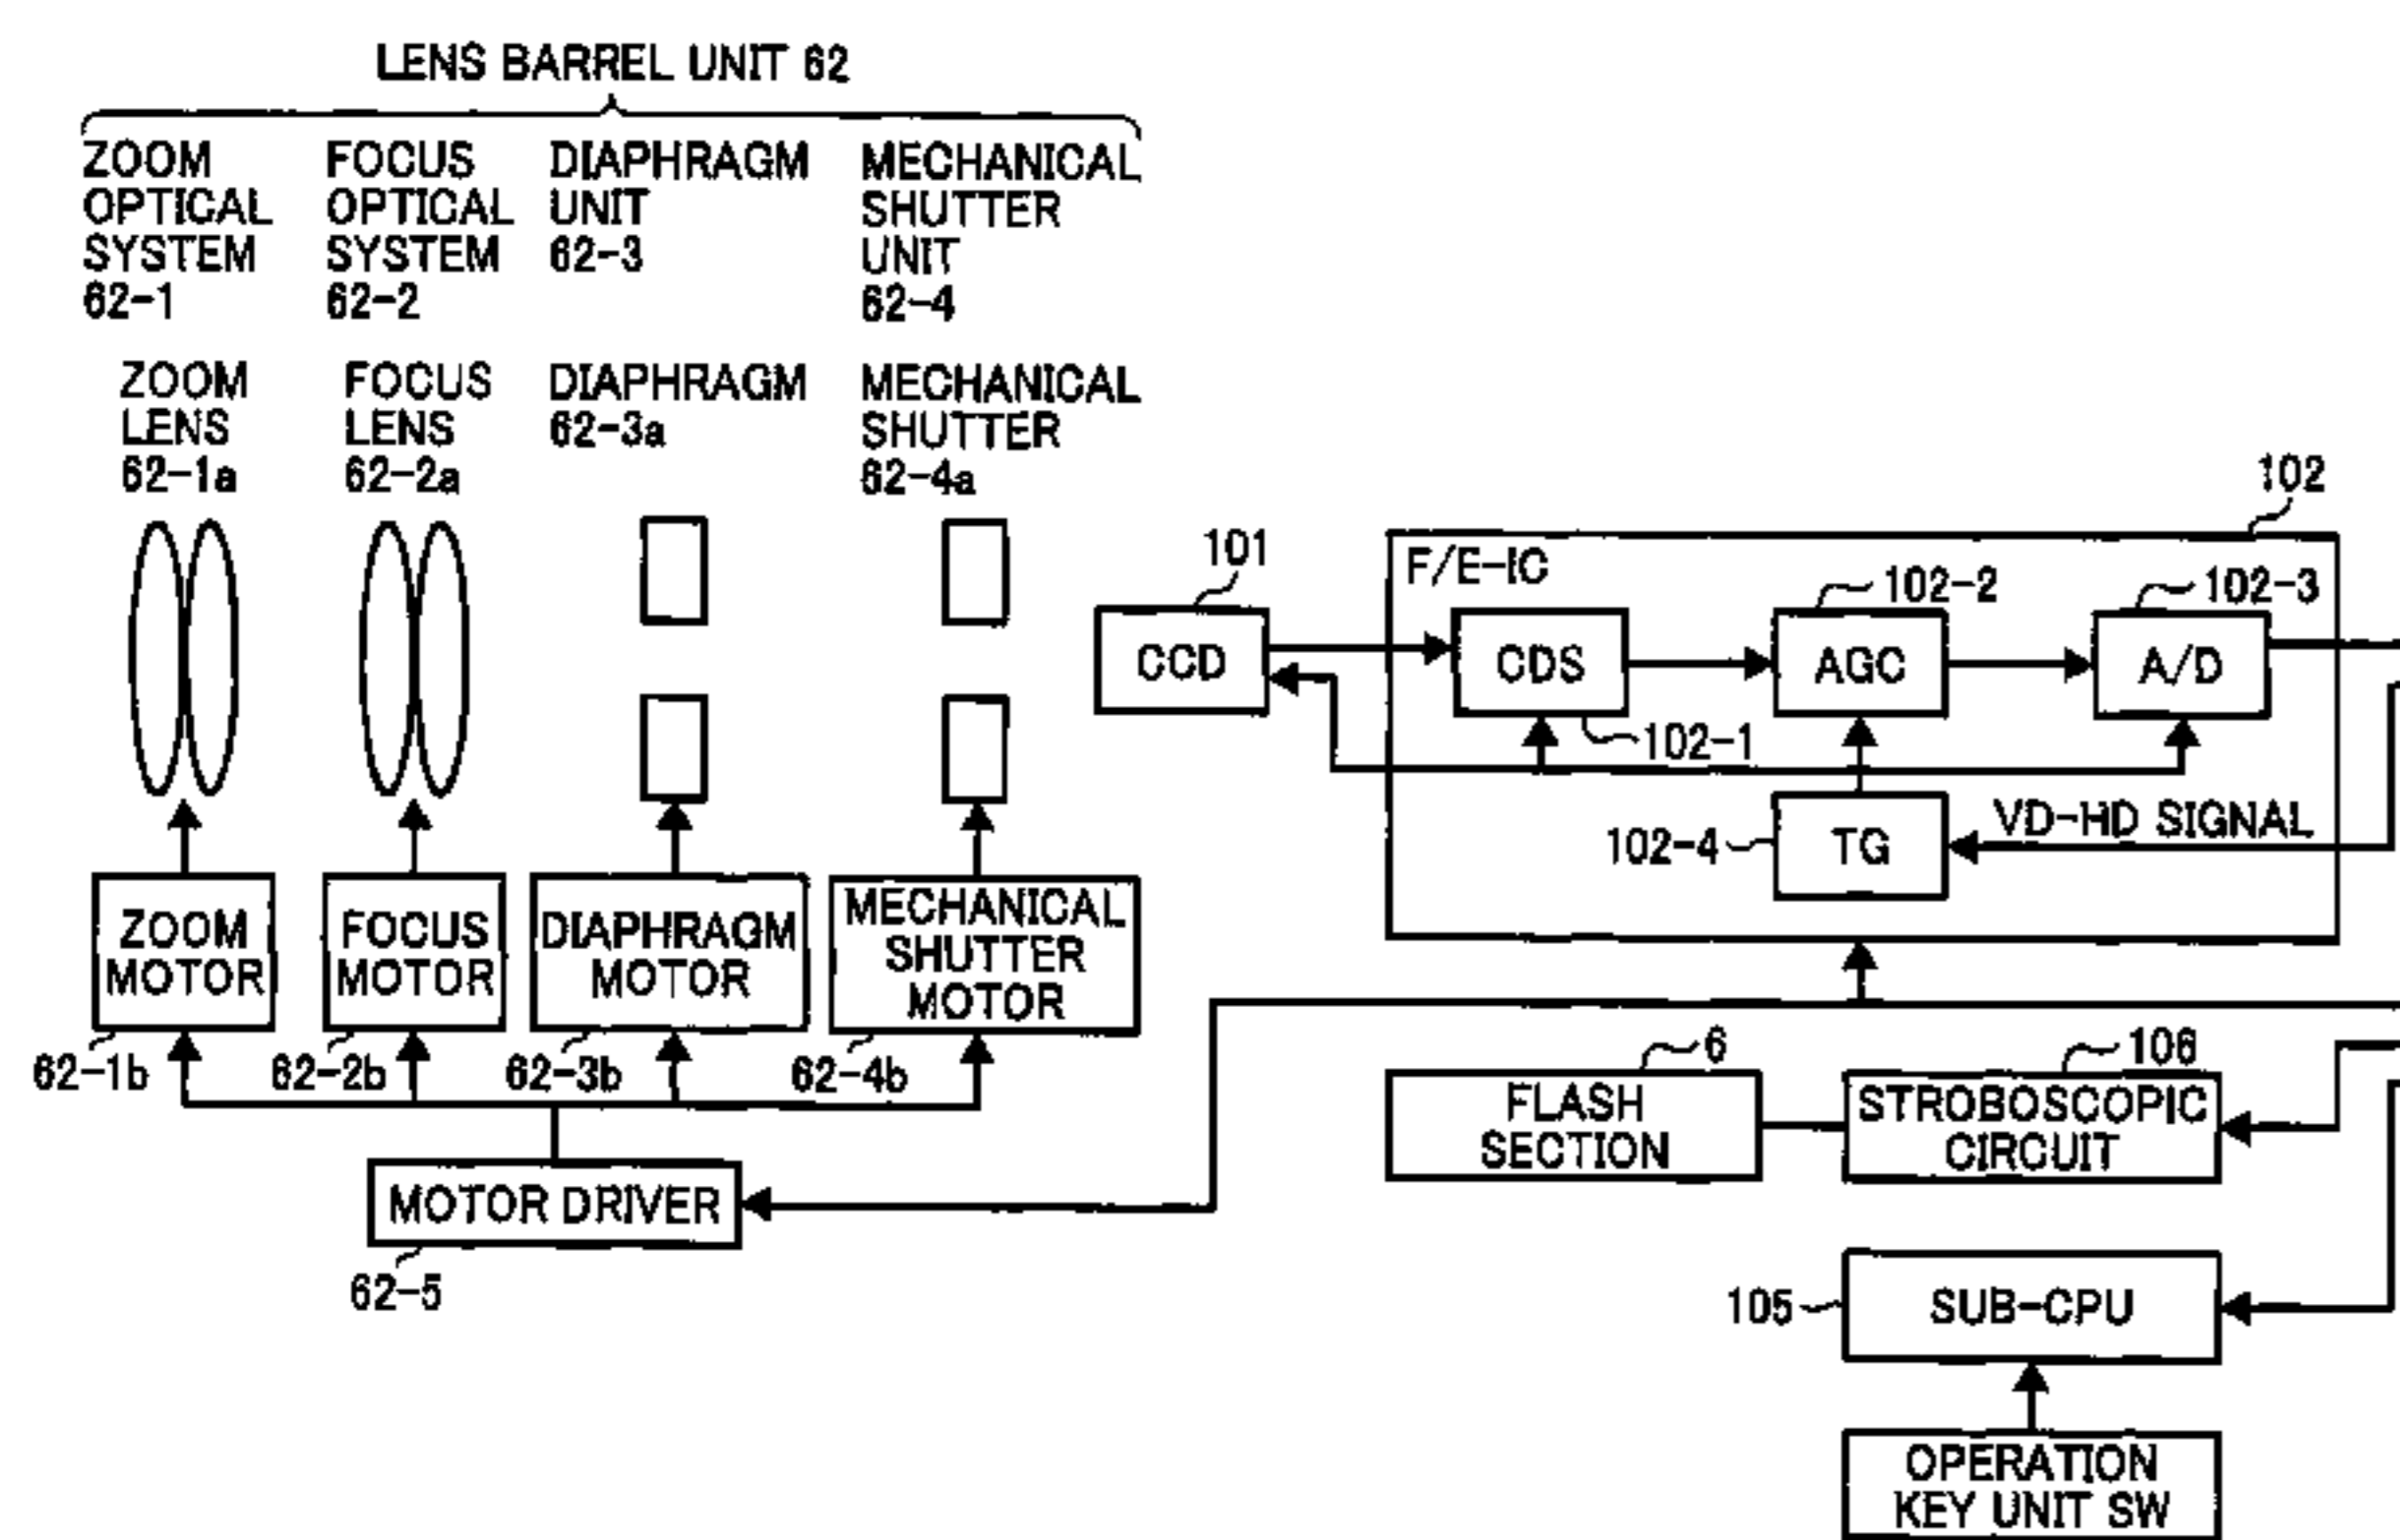 LENS BARREL UNIT 62
ZOOM
OPTICAL
SYSTEM
62-1
FOCUS
OPTICAL
SYSTEM
62-2
DIAPHRAGM
UNIT
62-3
MECHANICAL
SHUTTER
UNIT
62-4
ZOOM
LENS
62-1a
FOCUS
LENS
62-2a
DIAPHRAGM
62-3a
MECHANICAL
SHUTTER
62-4a
101
CCD
102
F/E-IC
CDS
102-1
102-2
AGC
102-3
A/D
102-4
TG
VD-HD SIGNAL
ZOOM
MOTOR
62-1b
FOCUS
MOTOR
62-2b
DIAPHRAGM
MOTOR
62-3b
MECHANICAL
SHUTTER
MOTOR
62-4b
MOTOR DRIVER
62-5
6
FLASH
SECTION
106
STROBOSCOPIC
CIRCUIT
105
SUB-CPU
OPERATION
KEY UNIT SW